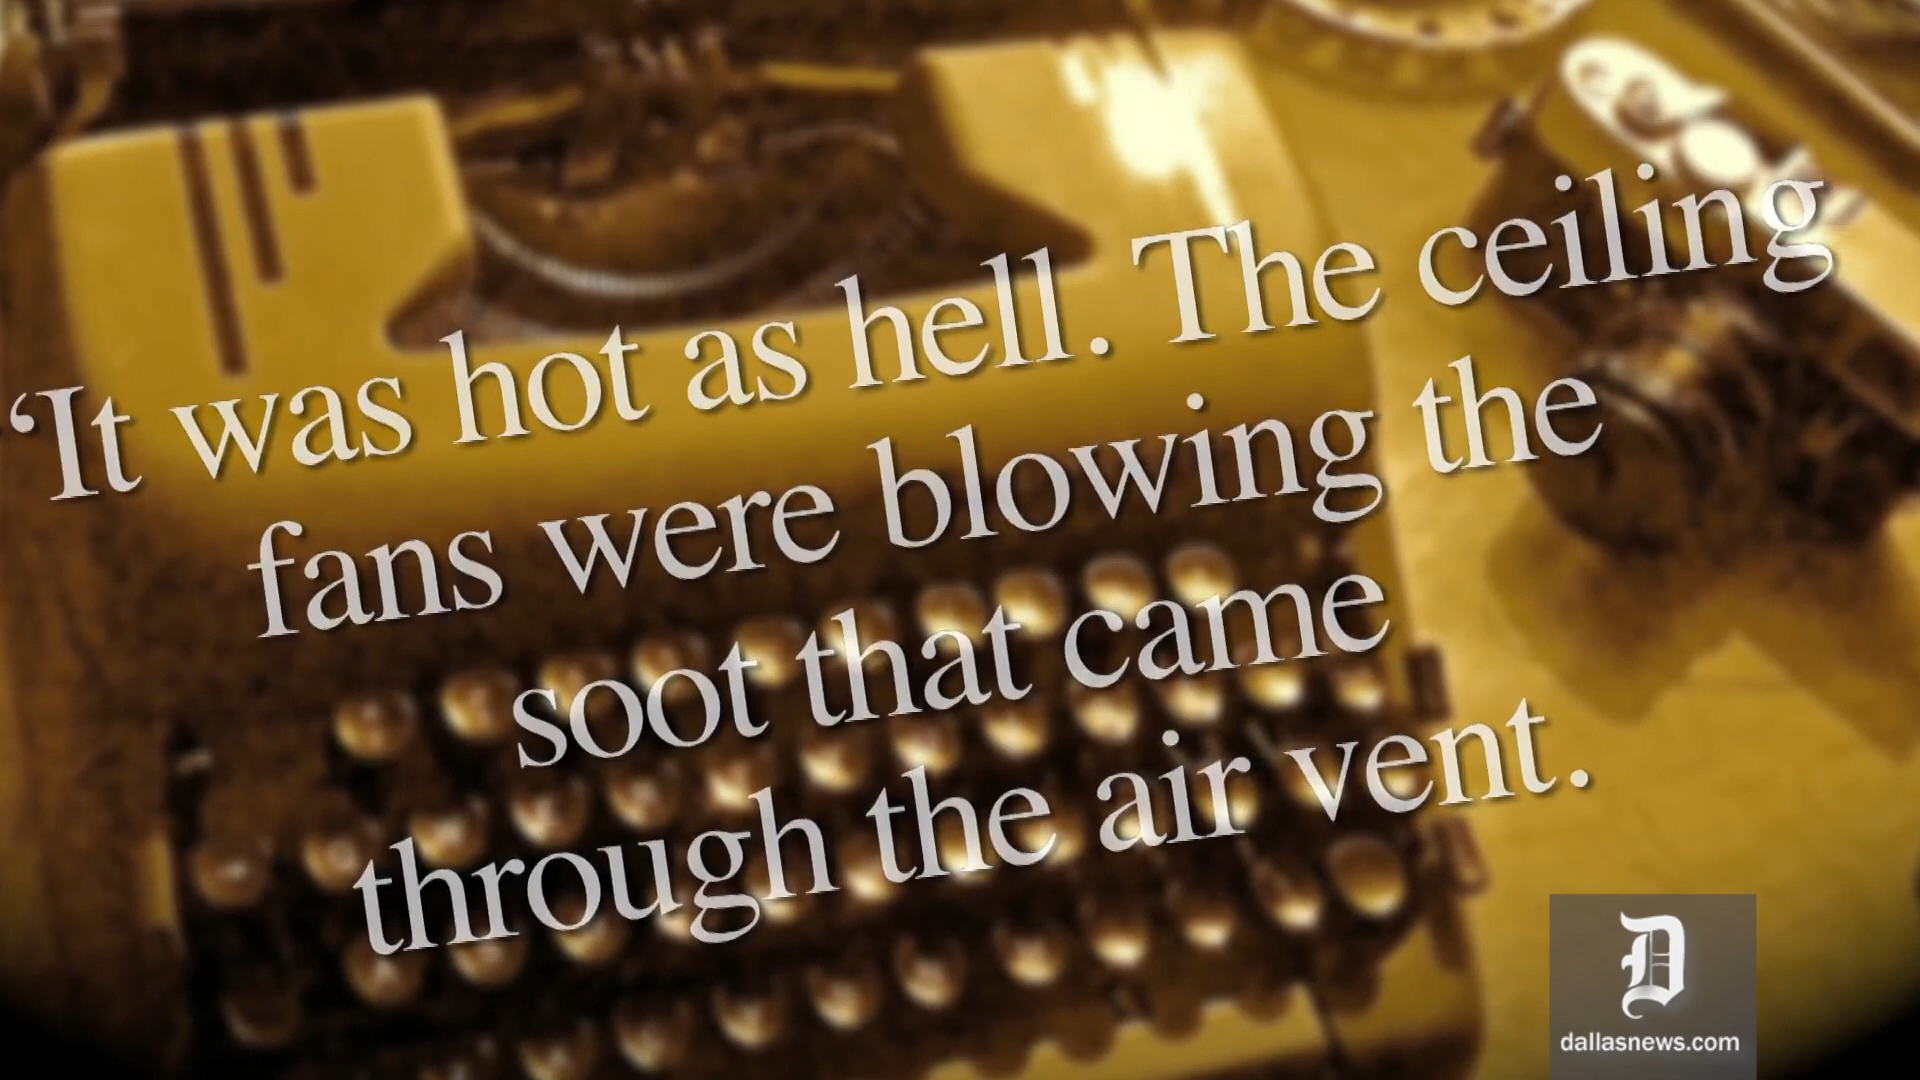 ‘It was hot as hell. The ceiling
fans were blowing the
soot that came
through the air vent.
D
dallasnews.com